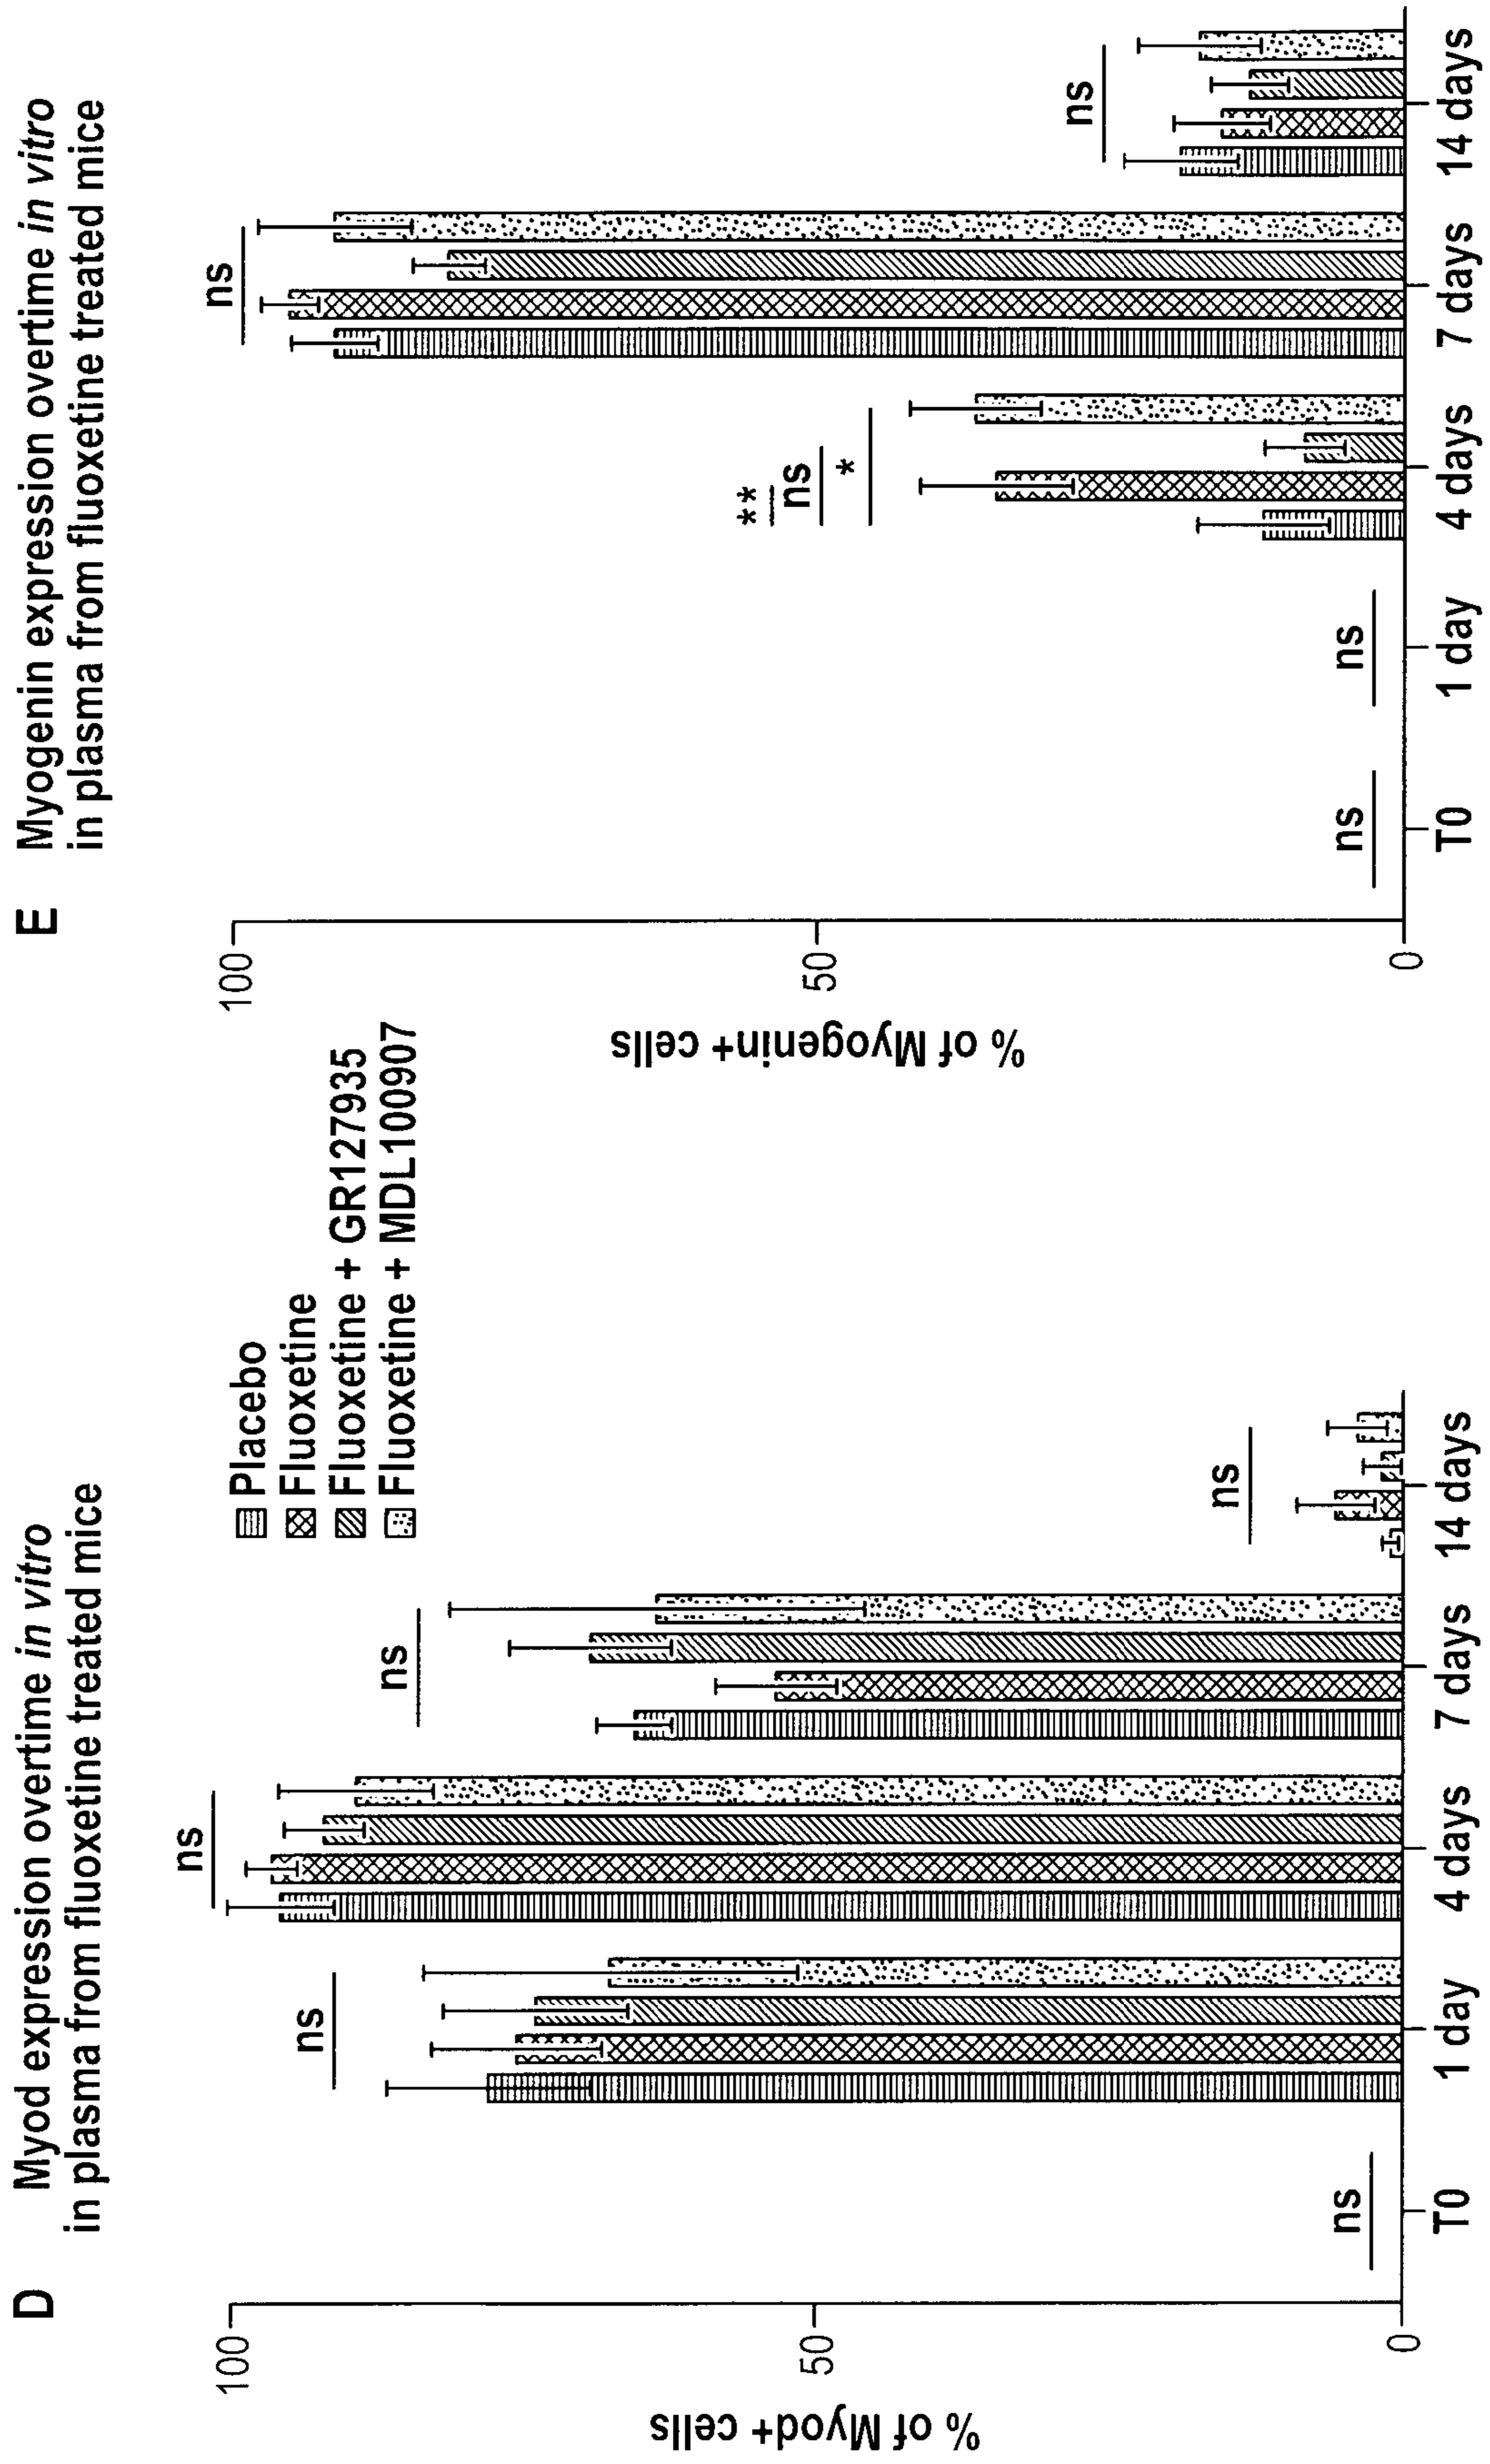 D Myod expression overtime in vitro
in plasma from fluoxetine treated mice
% of Myod+ cells
100
50
0
ns
ns
ns
ns
ns
T0
1 day
4 days
7 days
14 days
Placebo
Fluoxetine
Fluoxetine + GR127935
Fluoxetine + MDL100907
E Myogenin expression overtime in vitro
in plasma from fluoxetine treated mice
% of Myogenin+ cells
100
50
0
ns
ns
**
ns
*
ns
ns
T0
1 day
4 days
7 days
14 days